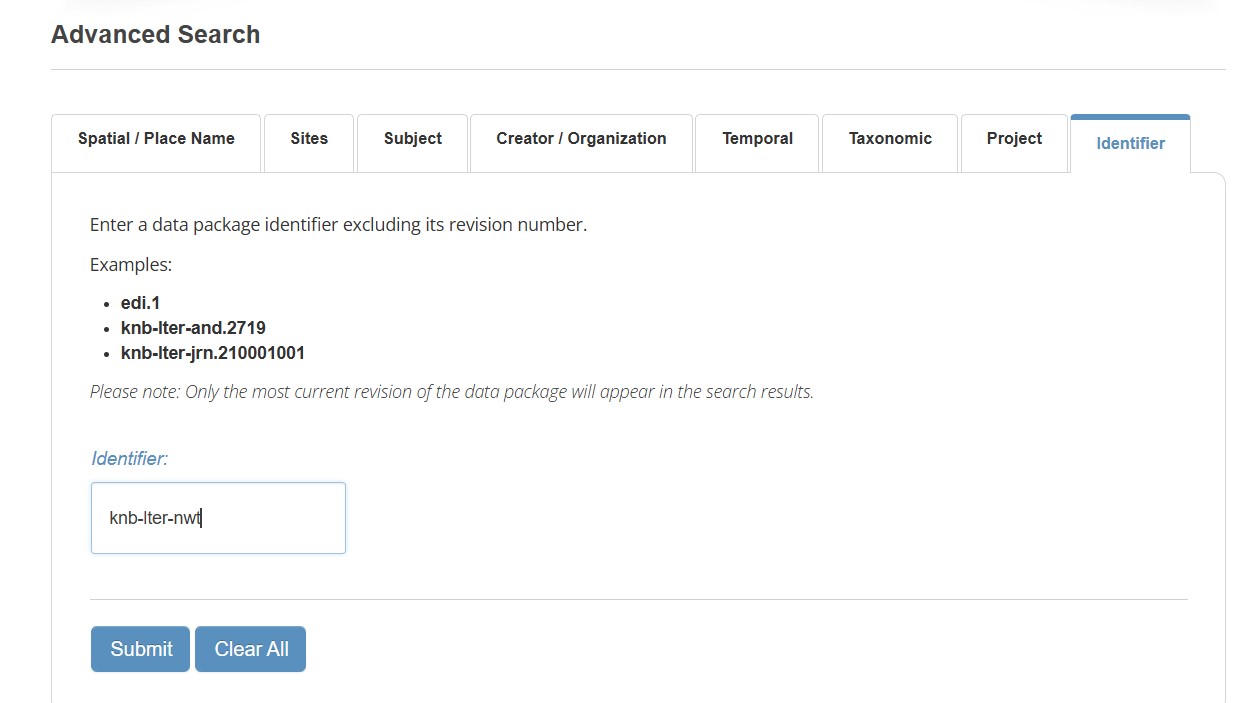 Advanced Search
Spatial / Place Name Sites Subject Creator / Organization Temporal Taxonomic Project Identifier
Enter a data package identifier excluding its revision number.
Examples:
• edi.1
• knb-lter-and.2719
• knb-lter-jrn.210001001
Please note: Only the most current revision of the data package will appear in the search results.
Identifier:
knb-lter-nwt
Submit Clear All